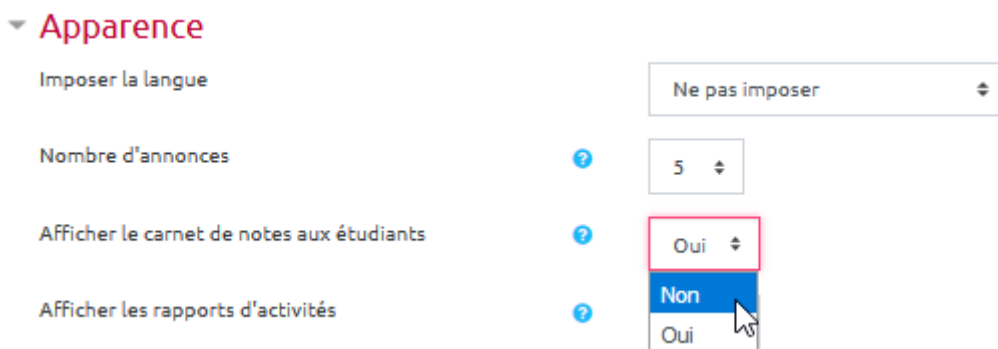 Apparence
Imposer la langue
Ne pas imposer
Nombre d'annonces
?
5
Afficher le carnet de notes aux étudiants
?
Oui
Non
Afficher les rapports d'activités
?
Oui